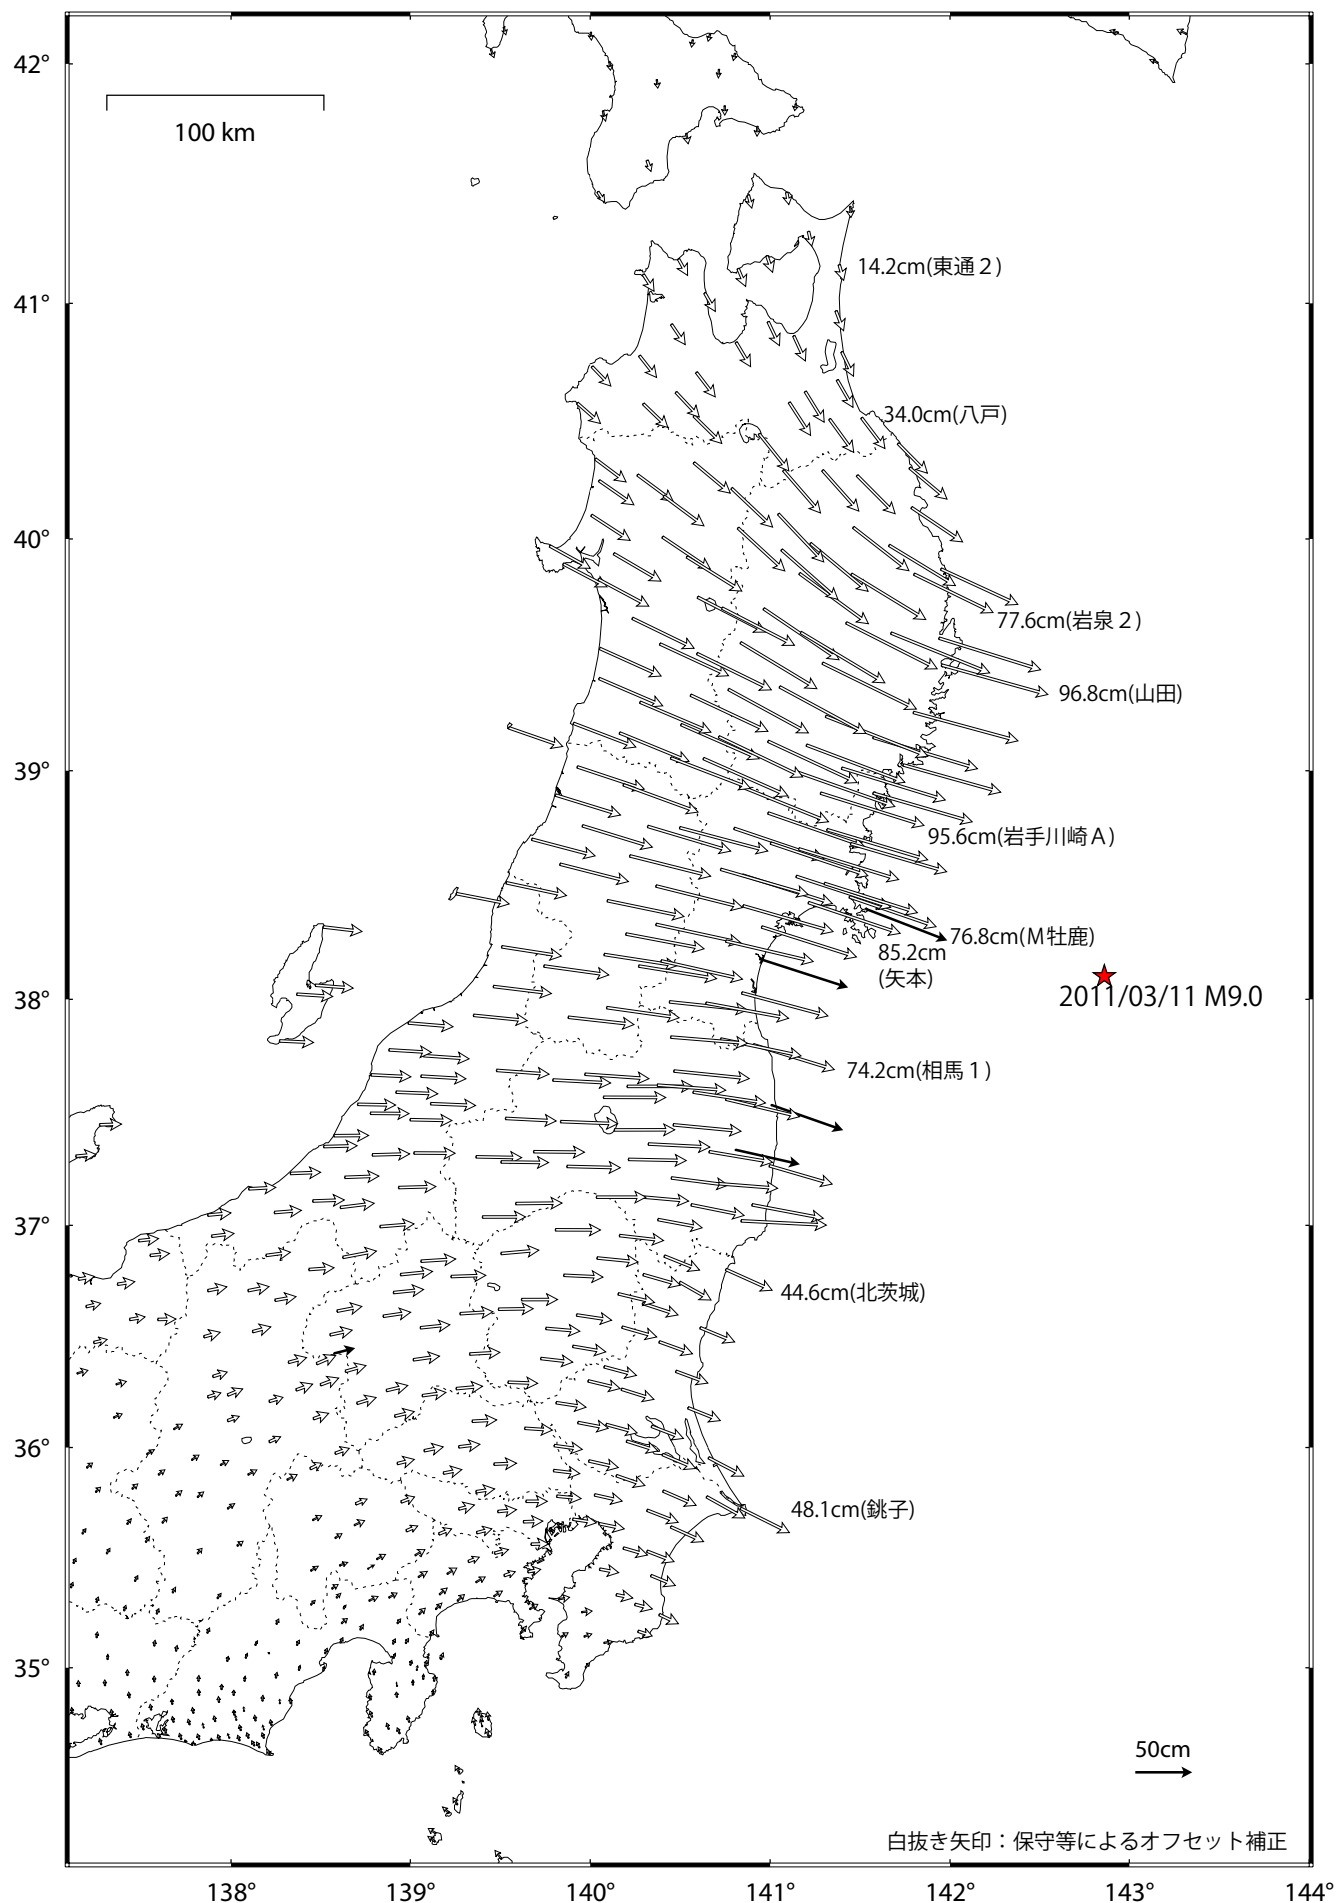 42°
100 km
14.2cm(東通２)
41°
34.0cm(八戸)
40°
77.6cm(岩泉２)
96.8cm(山田)
39°
95.6cm(岩手川崎Ａ)
76.8cm(Ｍ牡鹿)
85.2cm
(矢本)
38°
2011/03/11 M9.0
74.2cm(相馬１)
37°
44.6cm(北茨城)
36°
48.1cm(銚子)
35°
50cm
白抜き矢印：保守等によるオフセット補正
138°
139°
140°
141°
142°
143°
144°